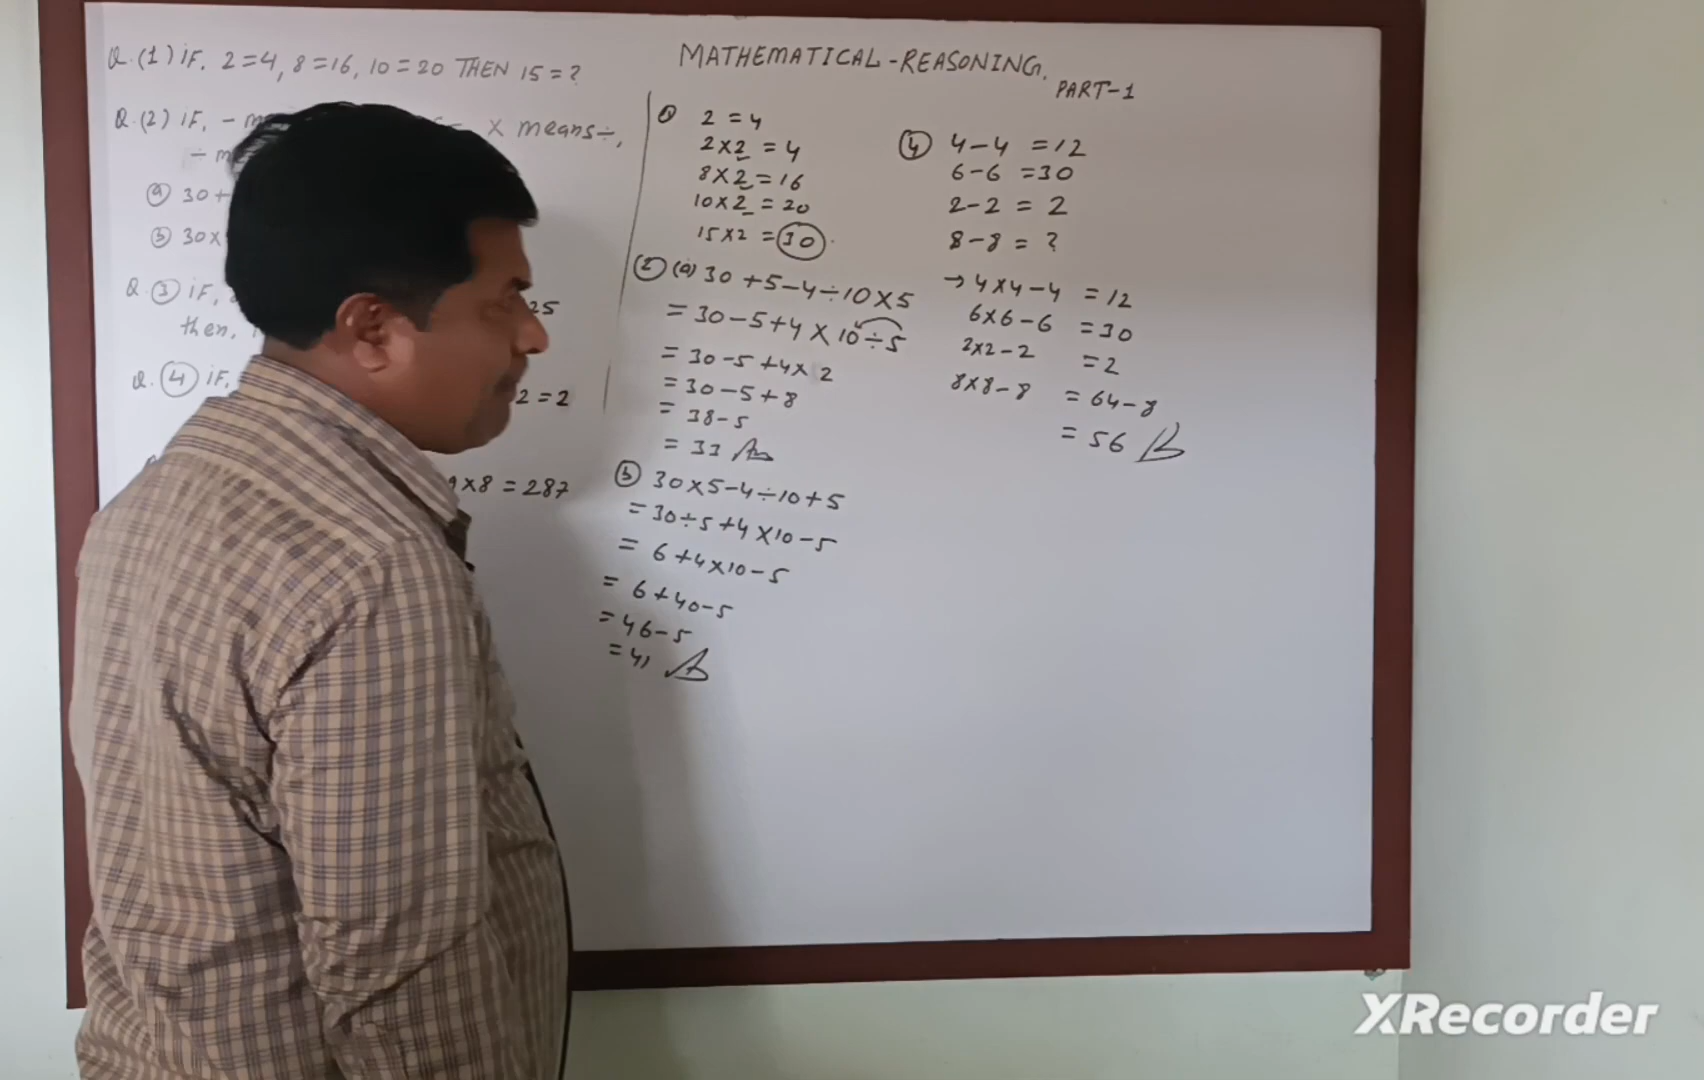 Q.(1) IF, 2=4, 8=16, 10=20 THEN 15=?
Q.(2) IF, - × means÷,
÷
(a) 30+
(b) 30×
Q.(3) IF, 25
then,
Q.(4) IF, 2=2
×8=287
MATHEMATICAL-REASONING.
PART-1
2=4
2×2=4
8×2=16
10×2=20
15×2=30
(2)(a) 30+5-4÷10×5
=30-5+4×10÷5
=30-5+4×2
=30-5+8
=38-5
=33 Ans
(b) 30×5-4÷10+5
=30÷5+4×10-5
=6+4×10-5
=6+40-5
=46-5
=41
(4) 4-4=12
6-6=30
2-2=2
8-8=?
→4×4-4=12
6×6-6=30
2×2-2=2
8×8-8=64-8
=56
XRecorder